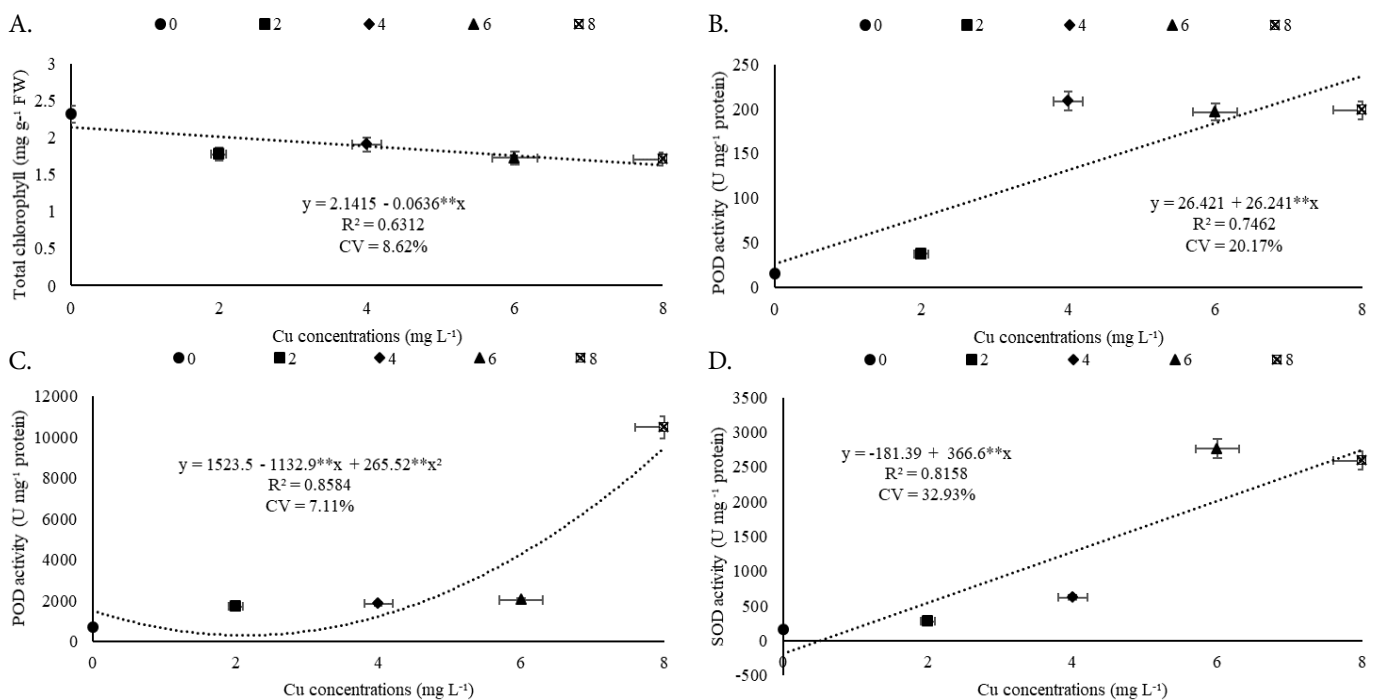 A.
0 2 4 6 8
Total chlorophyll (mg g-¹ FW)
3
2.5
2
1.5
1
0.5
0
y = 2.1415 - 0.0636**x
R² = 0.6312
CV = 8.62%
0 2 4 6 8
Cu concentrations (mg L⁻¹)
B.
0 2 4 6 8
POD activity (U mg⁻¹ protein)
250
200
150
100
50
0
y = 26.421 + 26.241**x
R² = 0.7462
CV = 20.17%
0 2 4 6 8
Cu concentrations (mg L⁻¹)
C.
0 2 4 6 8
POD activity (U mg⁻¹ protein)
12000
10000
8000
6000
4000
2000
0
y = 1523.5 - 1132.9**x + 265.52**x²
R² = 0.8584
CV = 7.11%
0 2 4 6 8
Cu concentrations (mg L⁻¹)
D.
0 2 4 6 8
SOD activity (U mg⁻¹ protein)
3500
3000
2500
2000
1500
1000
500
0
-500
y = -181.39 + 366.6**x
R² = 0.8158
CV = 32.93%
0 2 4 6 8
Cu concentrations (mg L⁻¹)